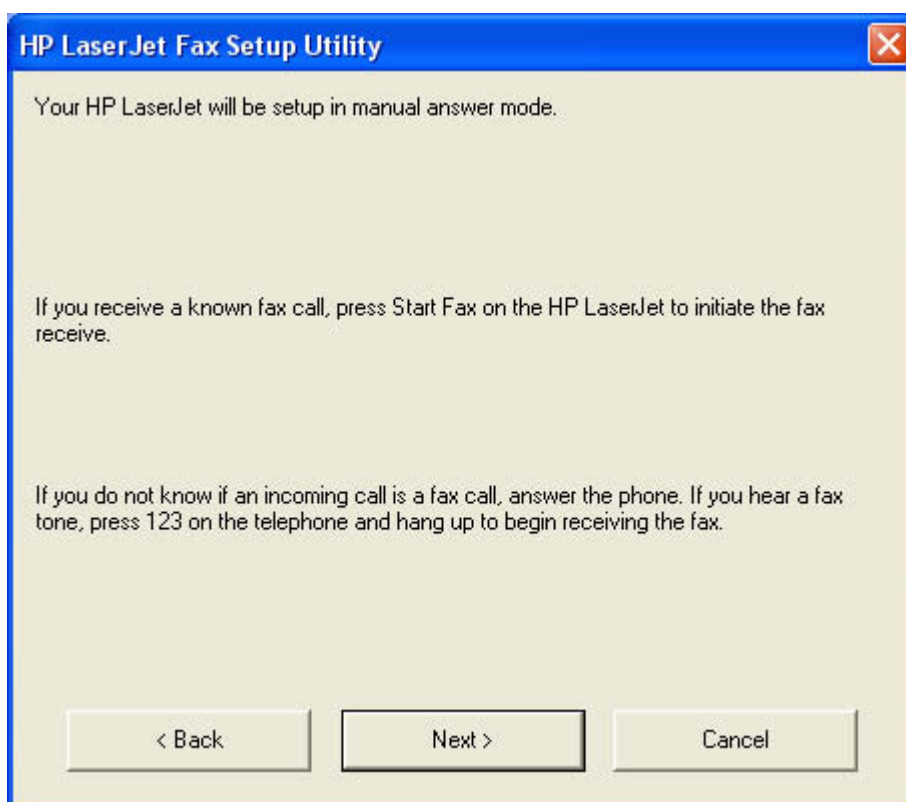 HP LaserJet Fax Setup Utility
Your HP LaserJet will be setup in manual answer mode.
If you receive a known fax call, press Start Fax on the HP LaserJet to initiate the fax
receive.
If you do not know if an incoming call is a fax call, answer the phone. If you hear a fax
tone, press 123 on the telephone and hang up to begin receiving the fax.
< Back
Next >
Cancel